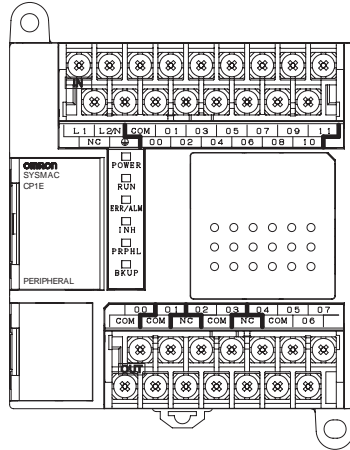 IN
L1 L2/N COM 01 03 05 07 09 11
NC 00 02 04 06 08 10
OMRON
SYSMAC
CP1E
POWER
RUN
ERR/ALM
INH
PRPHL
BKUP
PERIPHERAL
00 01 02 03 04 05 07
COM COM NC COM NC COM 06
OUT